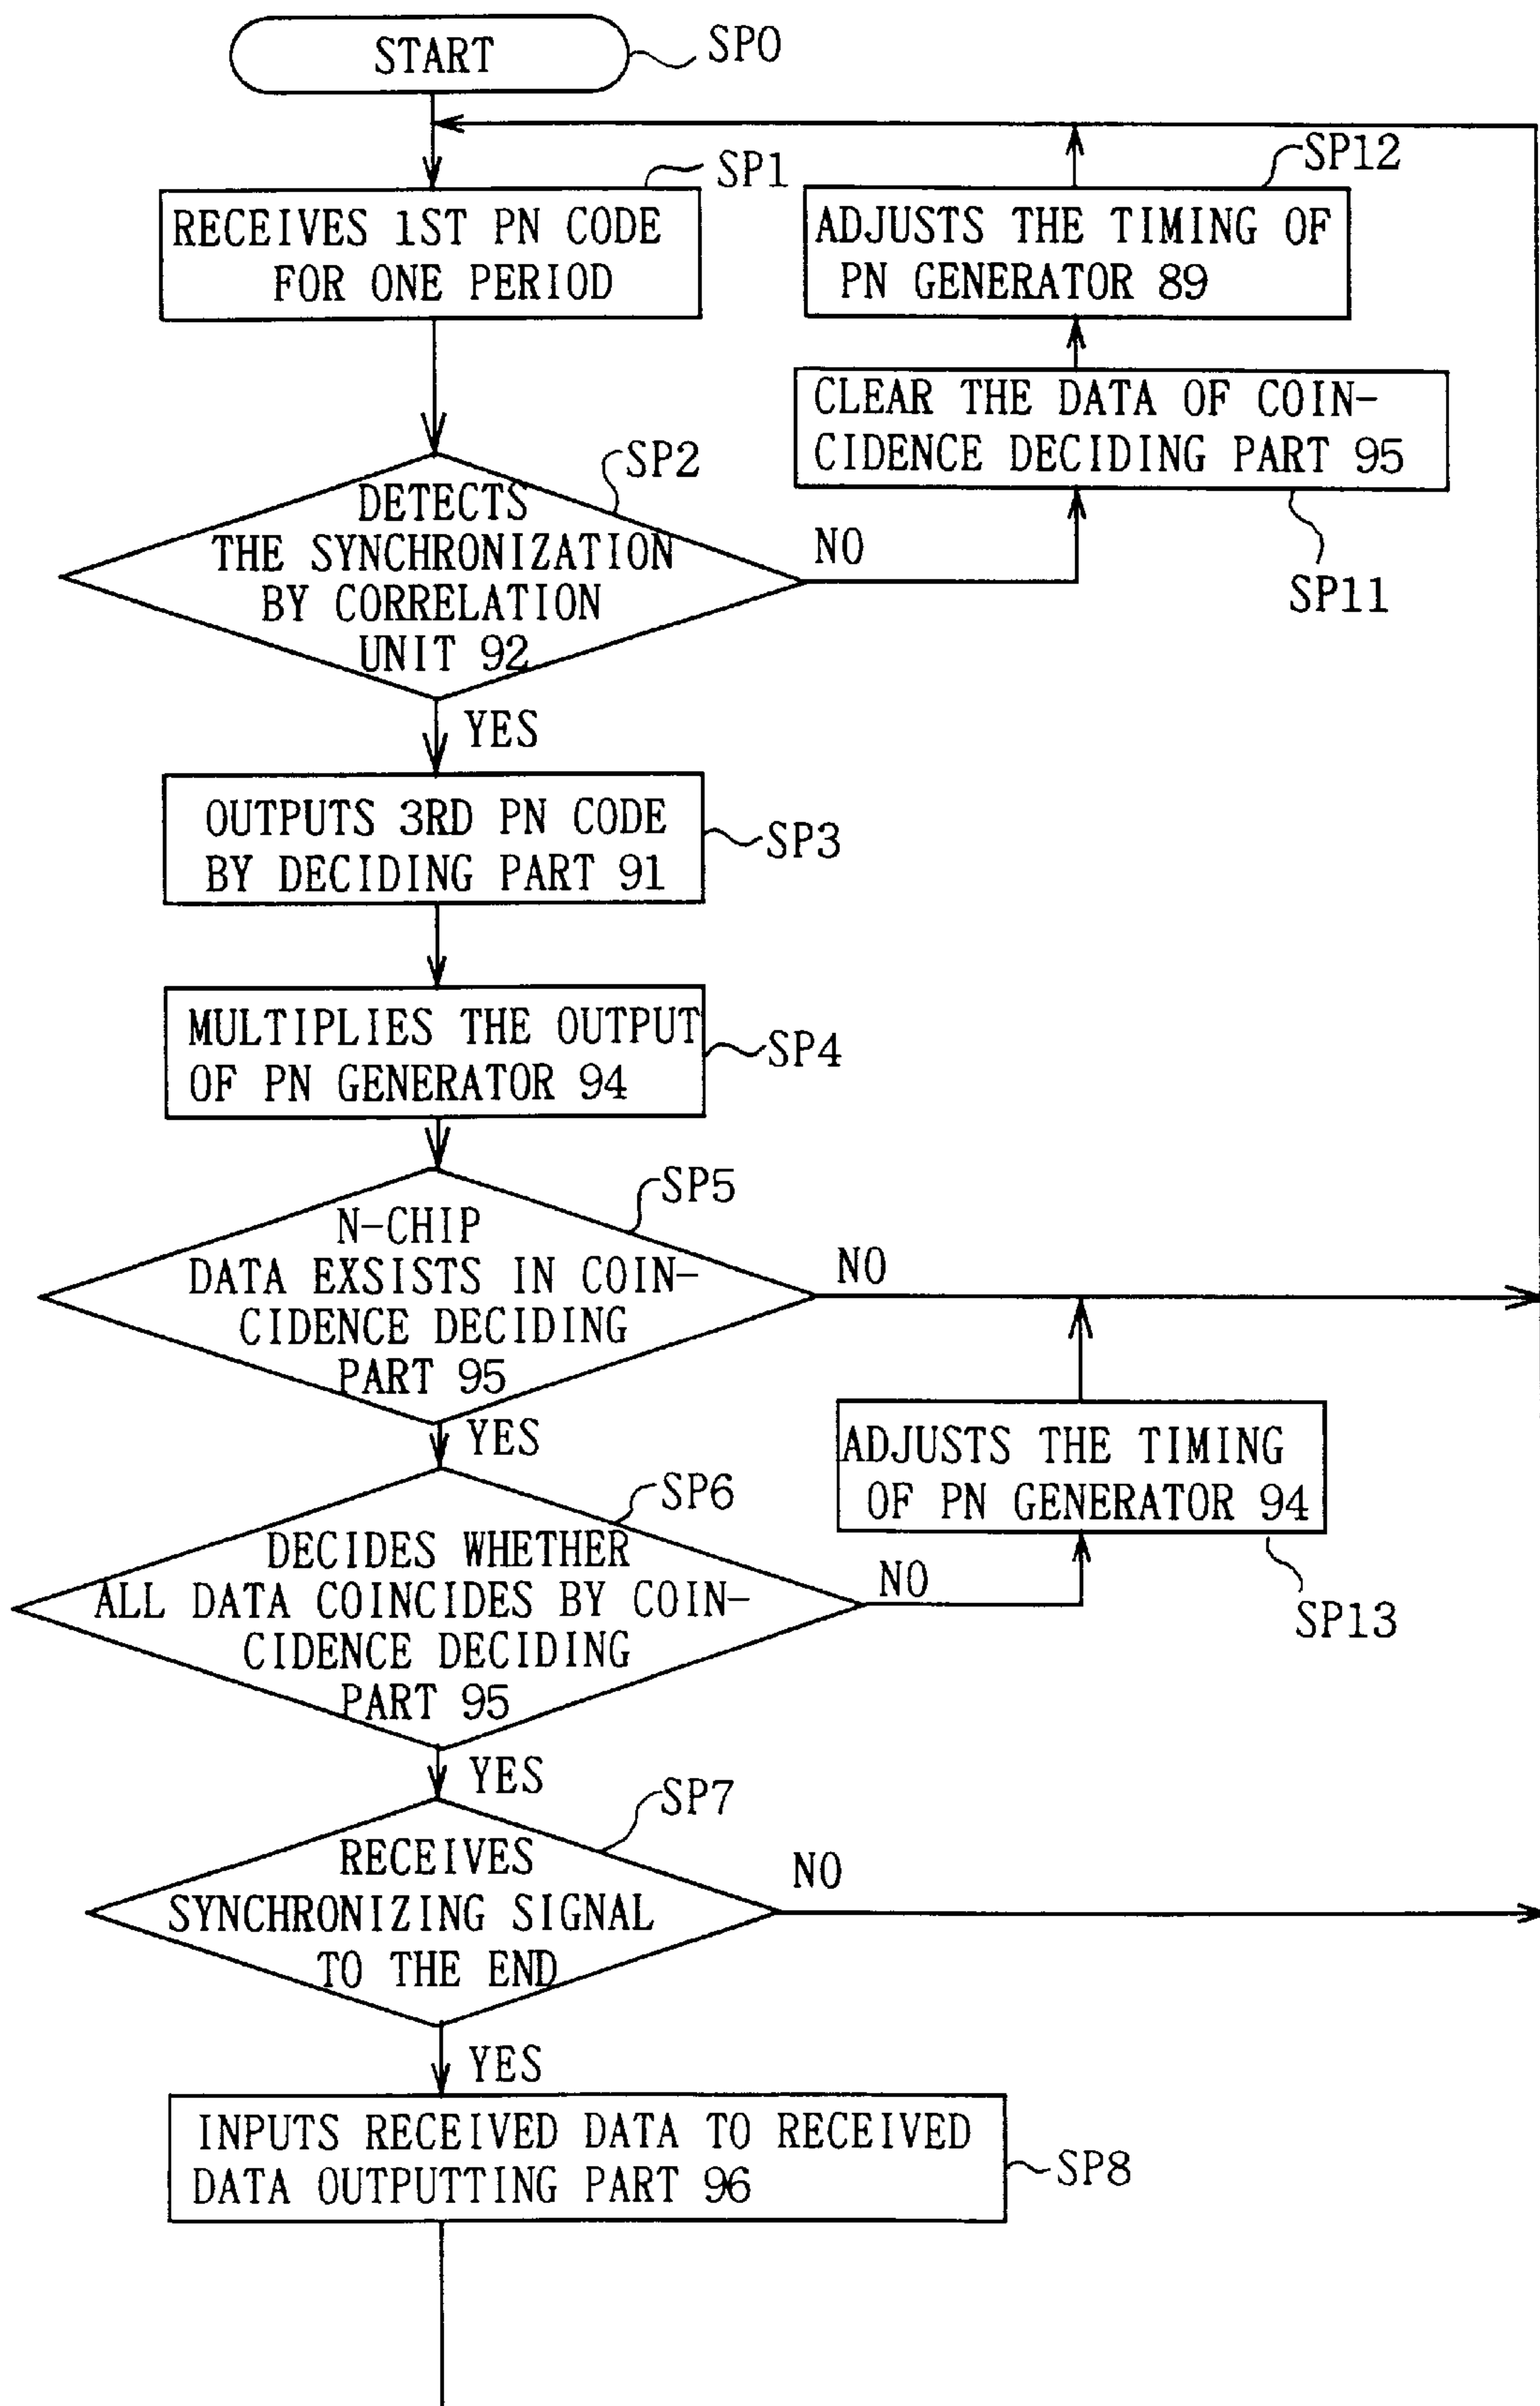 START
SP0
SP1
RECEIVES 1ST PN CODE
FOR ONE PERIOD
SP12
ADJUSTS THE TIMING OF
PN GENERATOR 89
CLEAR THE DATA OF COIN-
CIDENCE DECIDING PART 95
SP11
SP2
DETECTS
THE SYNCHRONIZATION
BY CORRELATION
UNIT 92
NO
YES
OUTPUTS 3RD PN CODE
BY DECIDING PART 91
SP3
MULTIPLIES THE OUTPUT
OF PN GENERATOR 94
SP4
SP5
N-CHIP
DATA EXSISTS IN COIN-
CIDENCE DECIDING
PART 95
NO
YES
ADJUSTS THE TIMING
OF PN GENERATOR 94
SP13
SP6
DECIDES WHETHER
ALL DATA COINCIDES BY COIN-
CIDENCE DECIDING
PART 95
NO
YES
SP7
RECEIVES
SYNCHRONIZING SIGNAL
TO THE END
NO
YES
INPUTS RECEIVED DATA TO RECEIVED
DATA OUTPUTTING PART 96
SP8